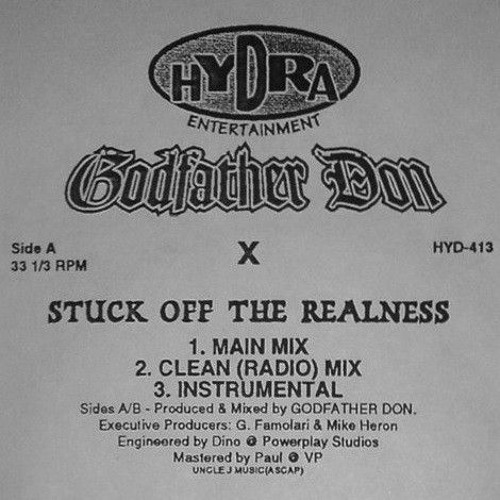 HYDRA
ENTERTAINMENT
Godfather Don
Side A
33 1/3 RPM
X
HYD-413
STUCK OFF THE REALNESS
1. MAIN MIX
2. CLEAN (RADIO) MIX
3. INSTRUMENTAL
Sides A/B - Produced & Mixed by GODFATHER DON.
Executive Producers: G. Famolari & Mike Heron
Engineered by Dino @ Powerplay Studios
Mastered by Paul @ VP
UNCLE J MUSIC(ASCAP)